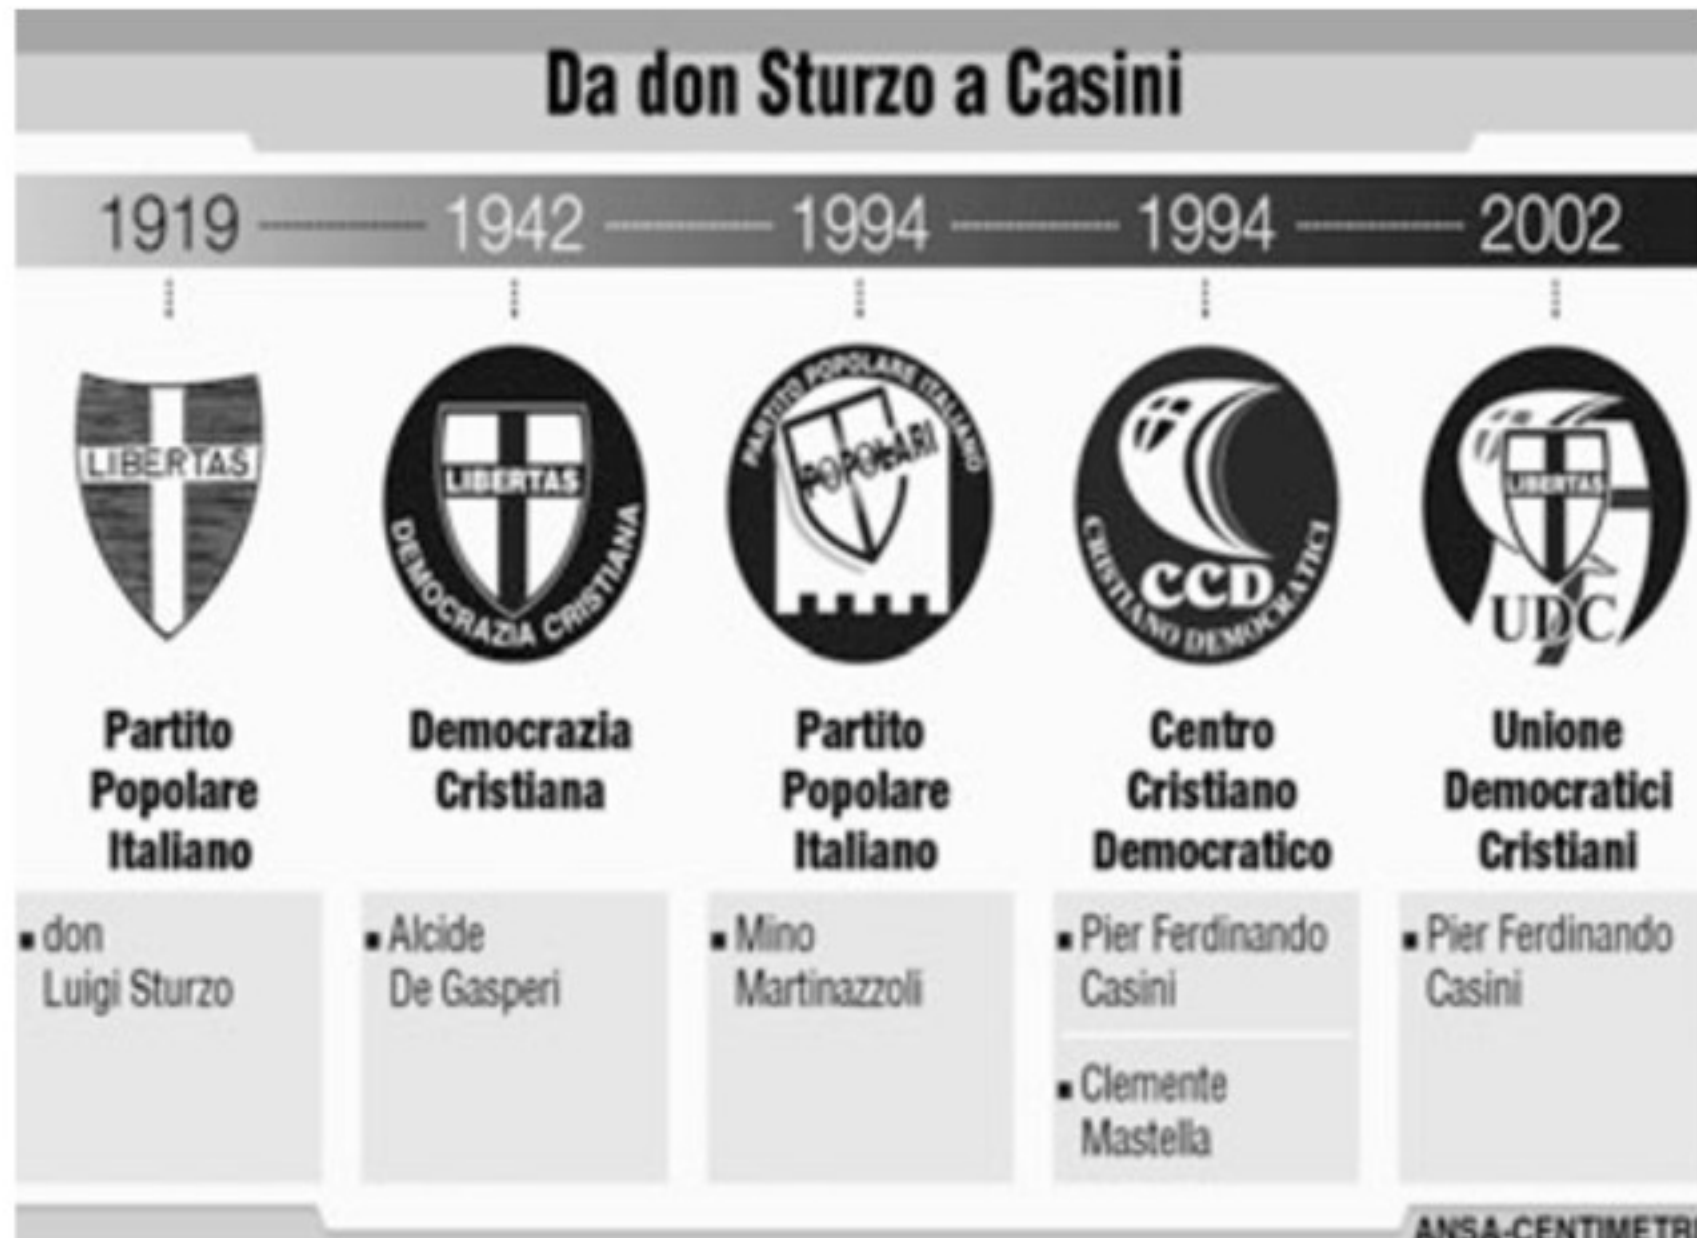 Da don Sturzo a Casini
1919 1942 1994 1994 2002
LIBERTAS
LIBERTAS
DEMOCRAZIA CRISTIANA
PARTITO POPOLARE ITALIANO
POPOLARI
CCD
CRISTIANO DEMOCRATICI
LIBERTAS
UDC
Partito
Popolare
Italiano
Democrazia
Cristiana
Partito
Popolare
Italiano
Centro
Cristiano
Democratico
Unione
Democratici
Cristiani
don
Luigi Sturzo
Alcide
De Gasperi
Mino
Martinazzoli
Pier Ferdinando
Casini
Clemente
Mastella
Pier Ferdinando
Casini
ANSA-CENTIMETRI